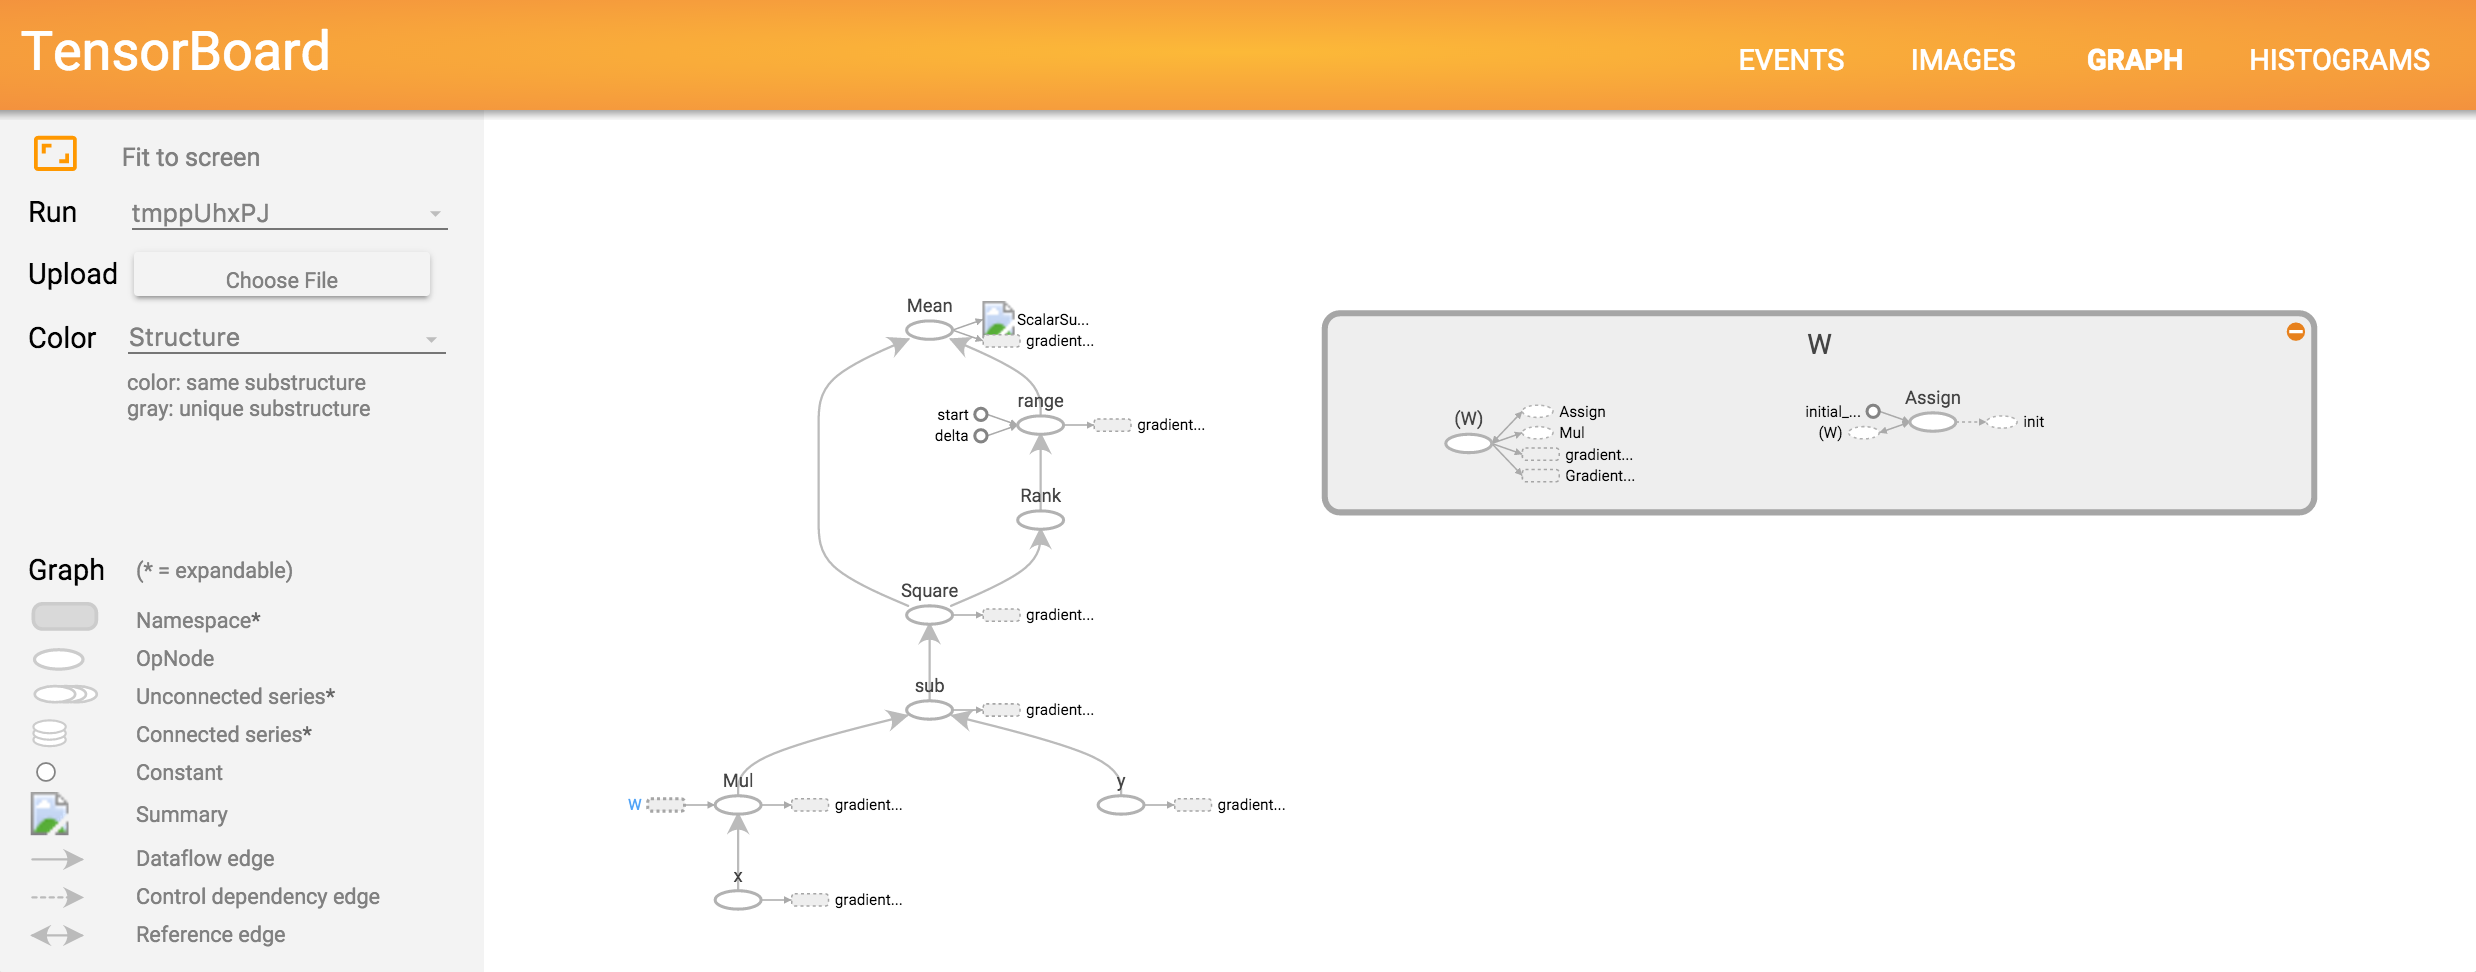 TensorBoard
EVENTS IMAGES GRAPH HISTOGRAMS
Fit to screen
Run tmppUhxPJ
Upload Choose File
Color Structure
color: same substructure
gray: unique substructure
Graph (* = expandable)
Namespace*
OpNode
Unconnected series*
Connected series*
Constant
Summary
Dataflow edge
Control dependency edge
Reference edge
Mean
ScalarSu...
gradient...
range
start
delta
gradient...
Rank
Square
gradient...
sub
gradient...
Mul
W
gradient...
y
gradient...
x
gradient...
W
(W)
Assign
Mul
gradient...
Gradient...
Assign
initial_...
(W)
init